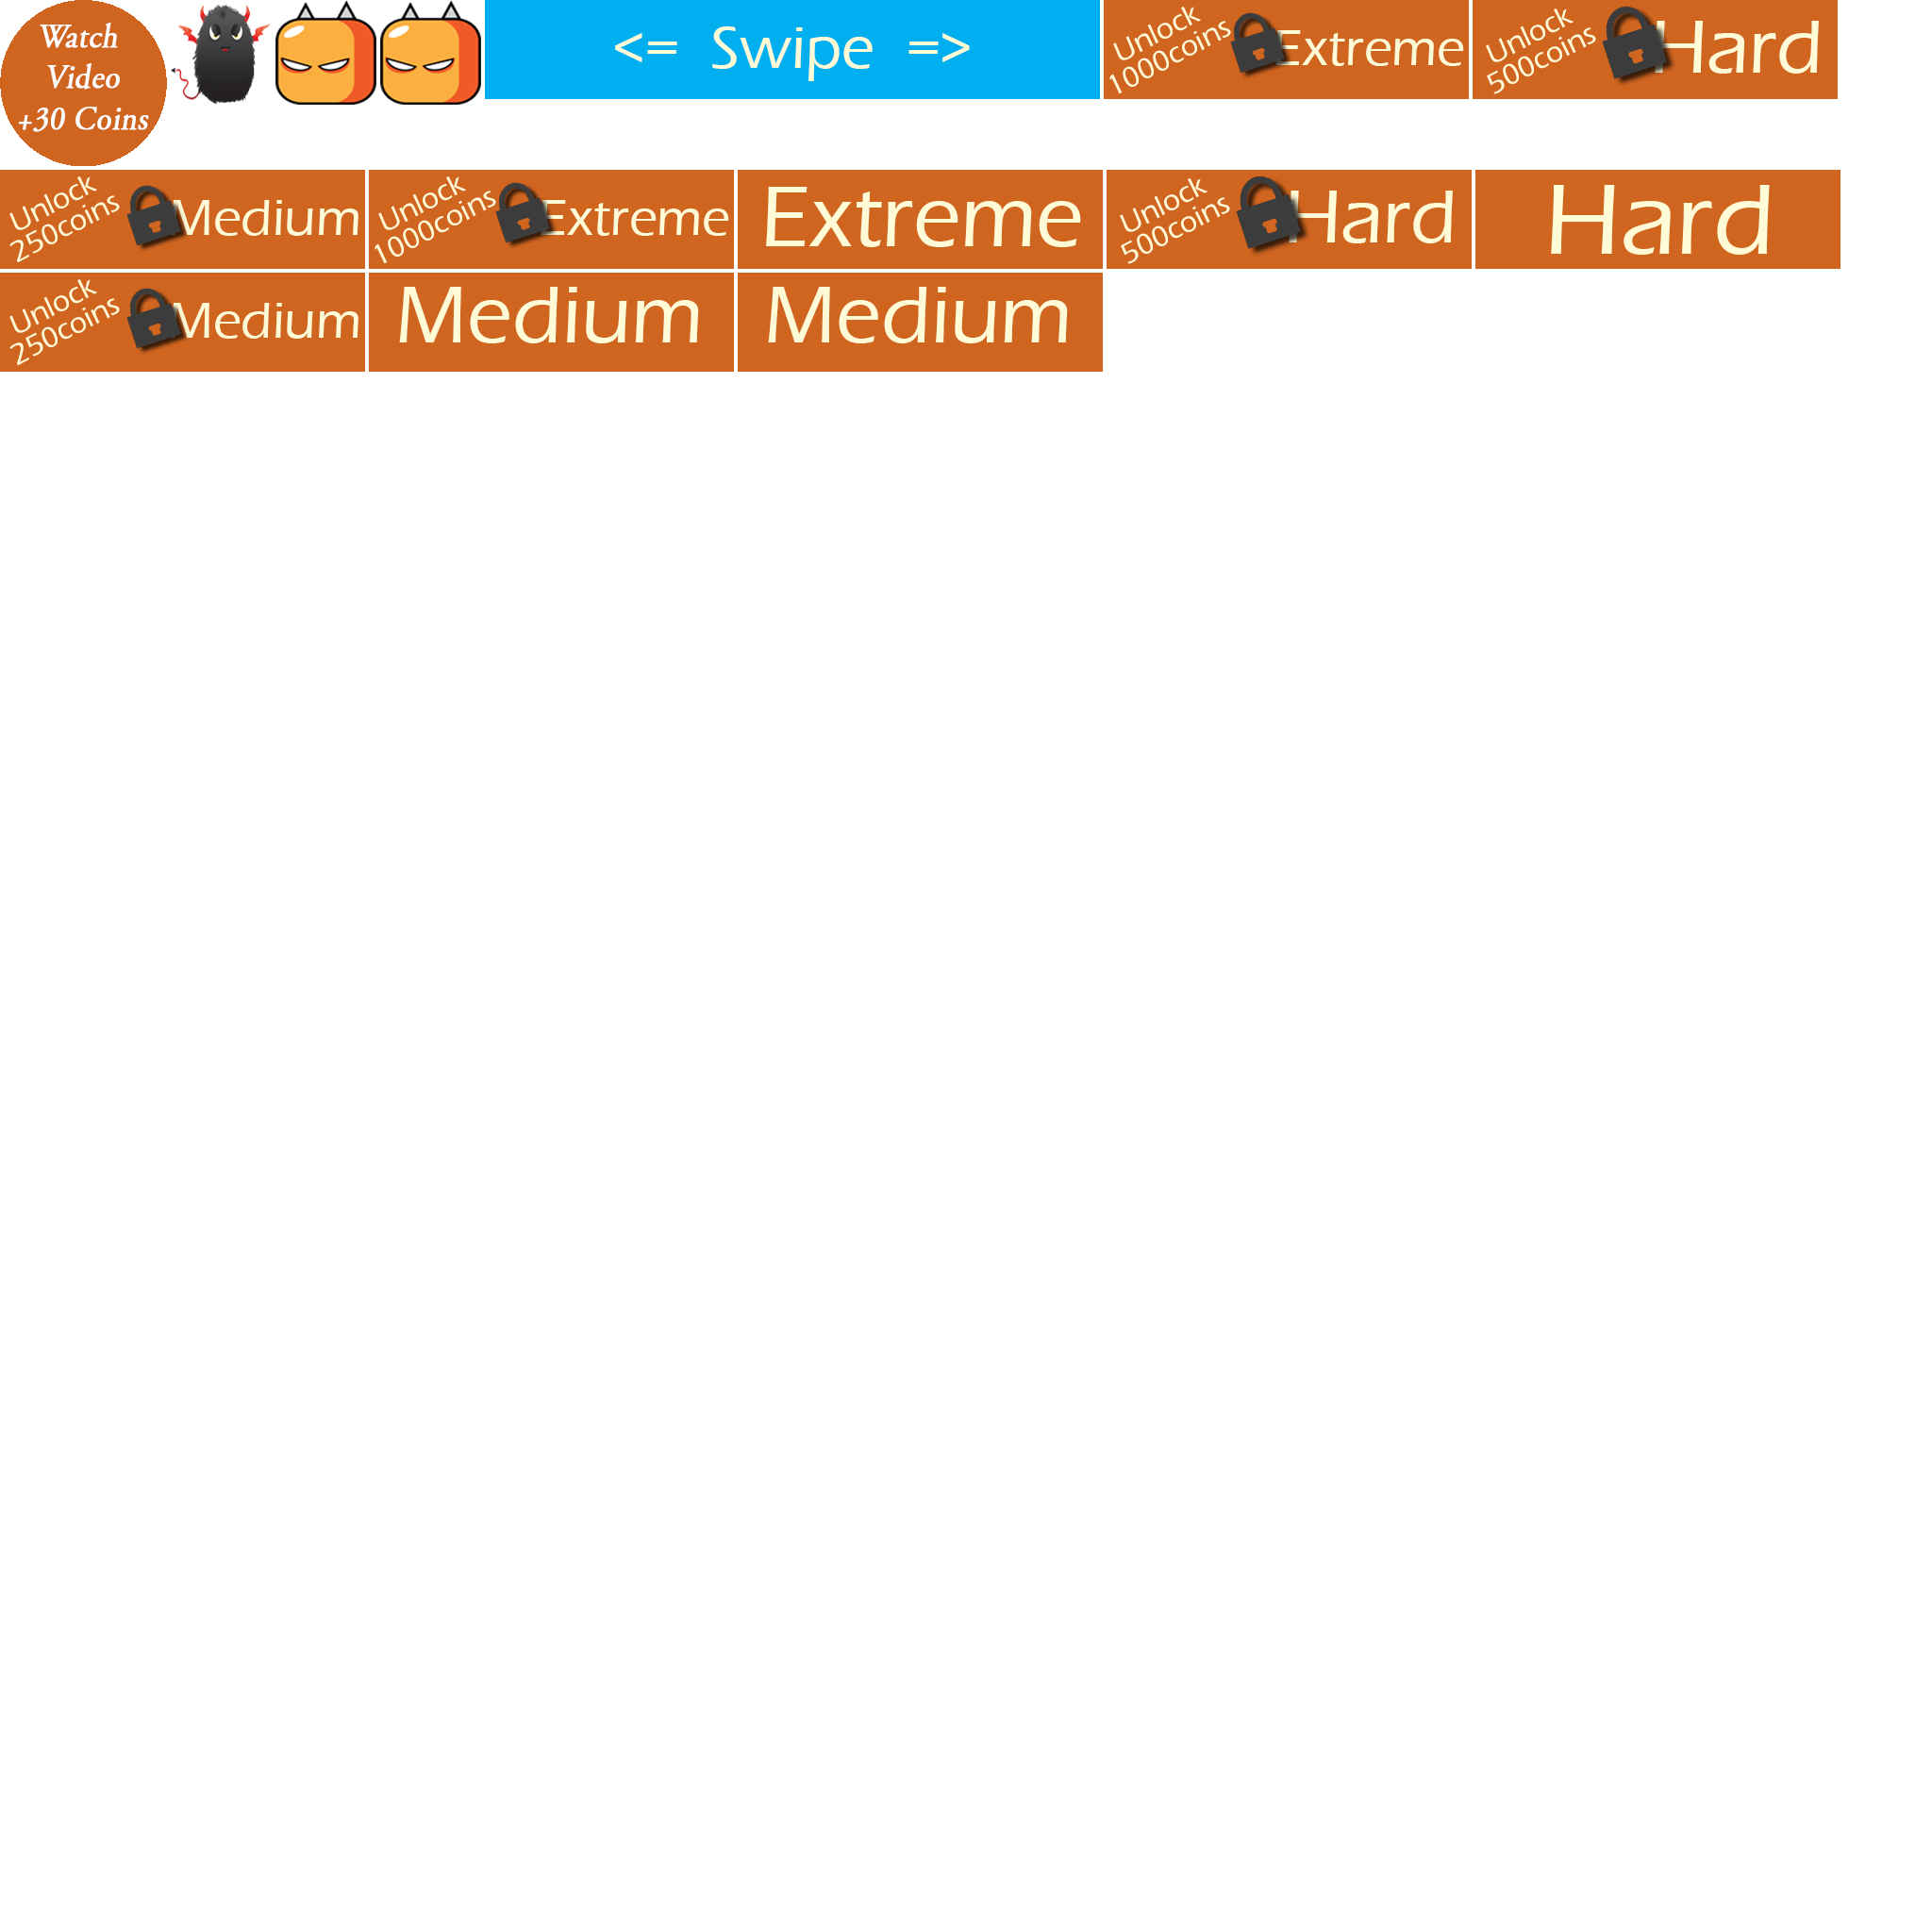 Watch
Video
+30 Coins
<= Swipe =>
Unlock
1000coins
Extreme
Unlock
500coins
Hard
Unlock
250coins
Medium
Unlock
1000coins
Extreme
Extreme
Unlock
500coins
Hard
Hard
Unlock
250coins
Medium
Medium
Medium